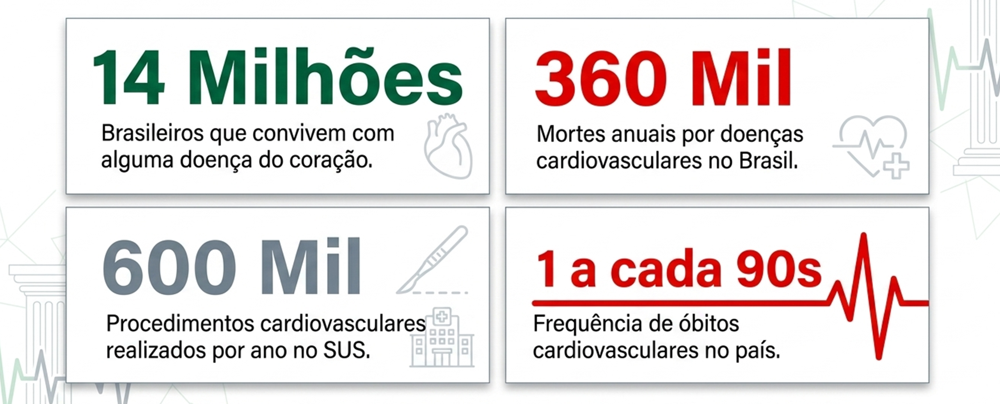 14 Milhões
Brasileiros que convivem com
alguma doença do coração.
360 Mil
Mortes anuais por doenças
cardiovasculares no Brasil.
600 Mil
Procedimentos cardiovasculares
realizados por ano no SUS.
1 a cada 90s
Frequência de óbitos
cardiovasculares no país.